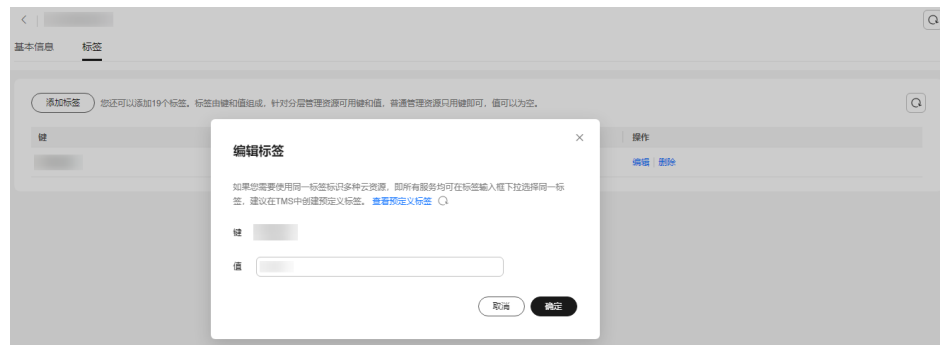 基本信息 标签
添加标签 您还可以添加19个标签。标签由键和值组成，针对分层管理资源可用键和值，普通管理资源只用键即可，值可以为空。
键 操作
编辑 删除
编辑标签
如果您需要使用同一标签标识多种云资源，即所有服务均可在标签输入框下拉选择同一标
签，建议在TMS中创建预定义标签。 查看预定义标签
键
值
取消 确定